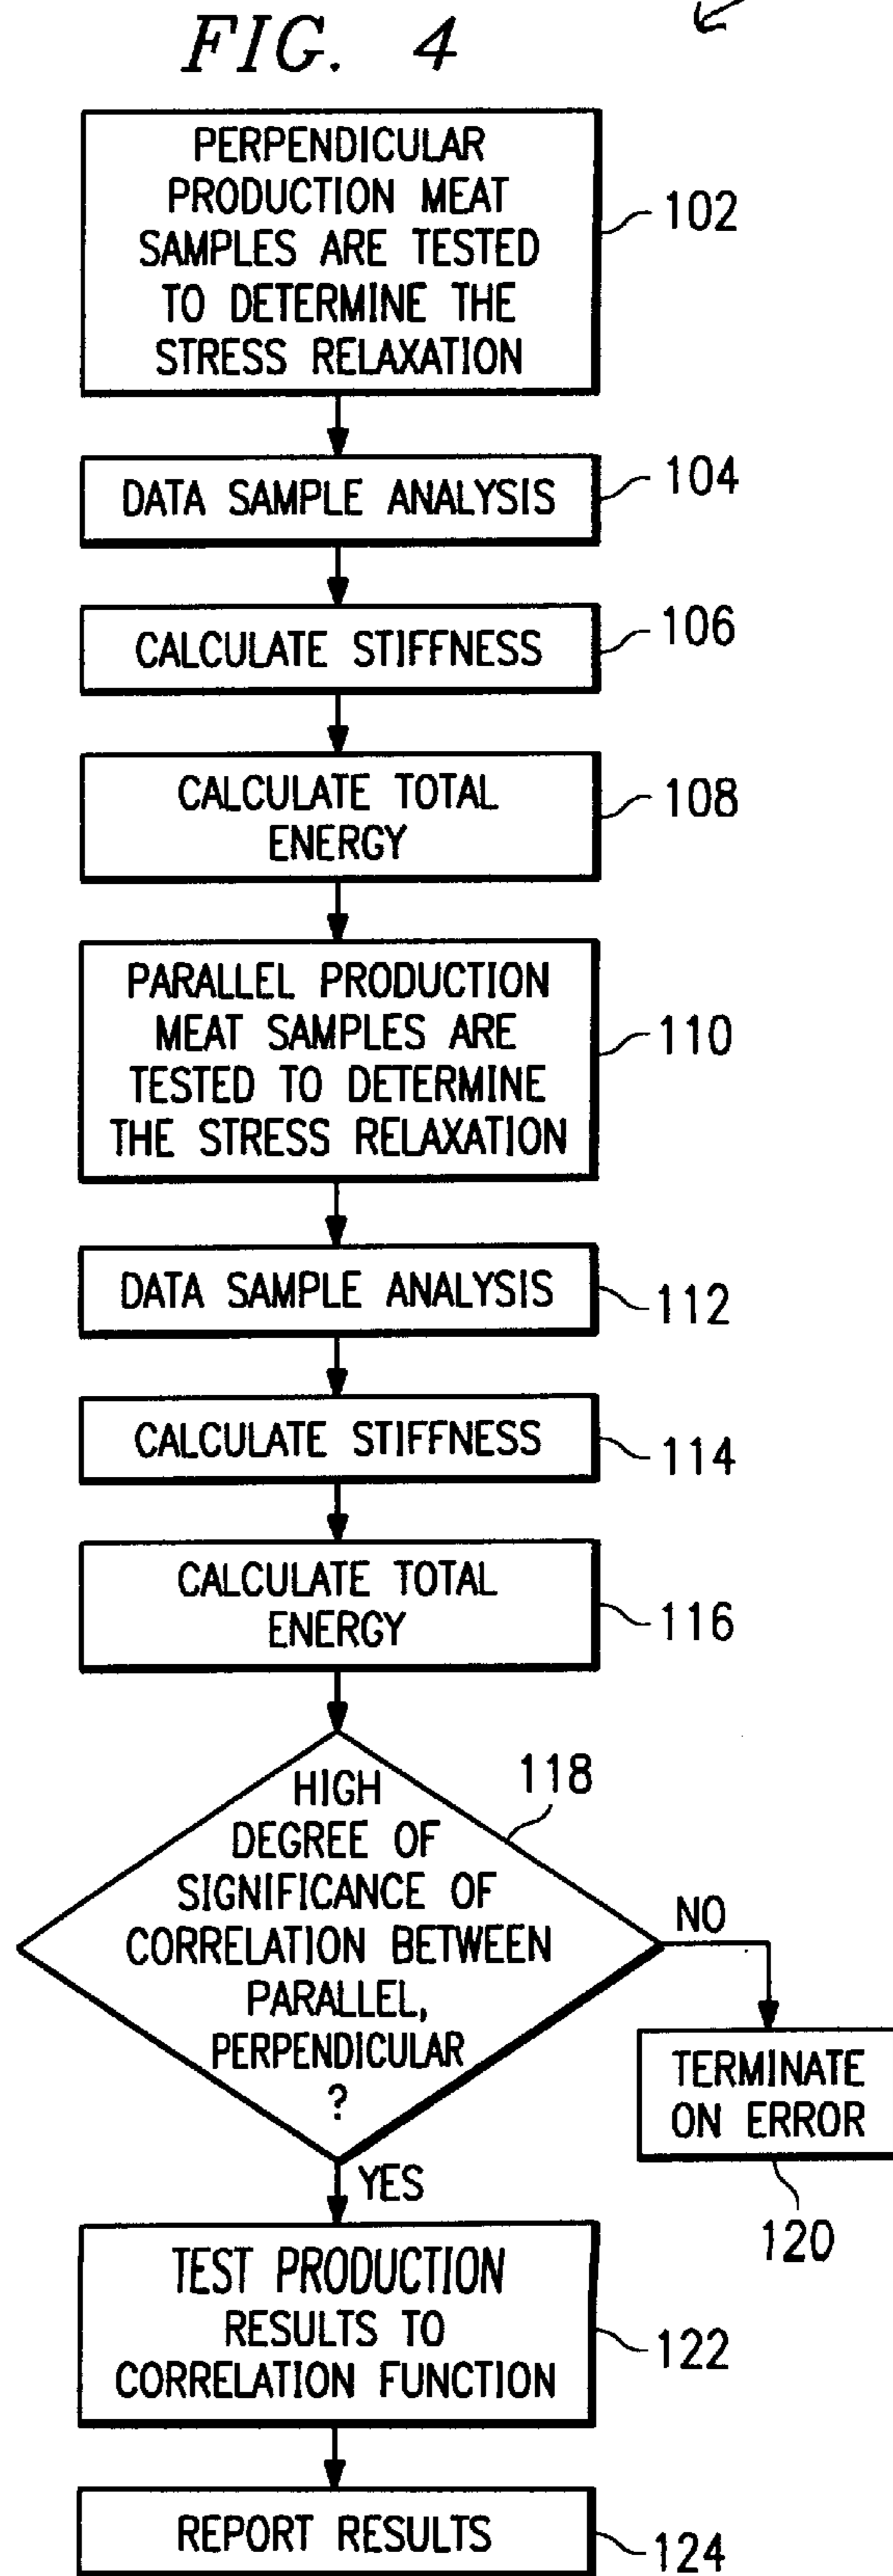 FIG. 4
PERPENDICULAR
PRODUCTION MEAT
SAMPLES ARE TESTED
TO DETERMINE THE
STRESS RELAXATION
102
DATA SAMPLE ANALYSIS
104
CALCULATE STIFFNESS
106
CALCULATE TOTAL
ENERGY
108
PARALLEL PRODUCTION
MEAT SAMPLES ARE
TESTED TO DETERMINE
THE STRESS RELAXATION
110
DATA SAMPLE ANALYSIS
112
CALCULATE STIFFNESS
114
CALCULATE TOTAL
ENERGY
116
HIGH
DEGREE OF
SIGNIFICANCE OF
CORRELATION BETWEEN
PARALLEL,
PERPENDICULAR
?
118
NO
TERMINATE
ON ERROR
120
YES
TEST PRODUCTION
RESULTS TO
CORRELATION FUNCTION
122
REPORT RESULTS
124